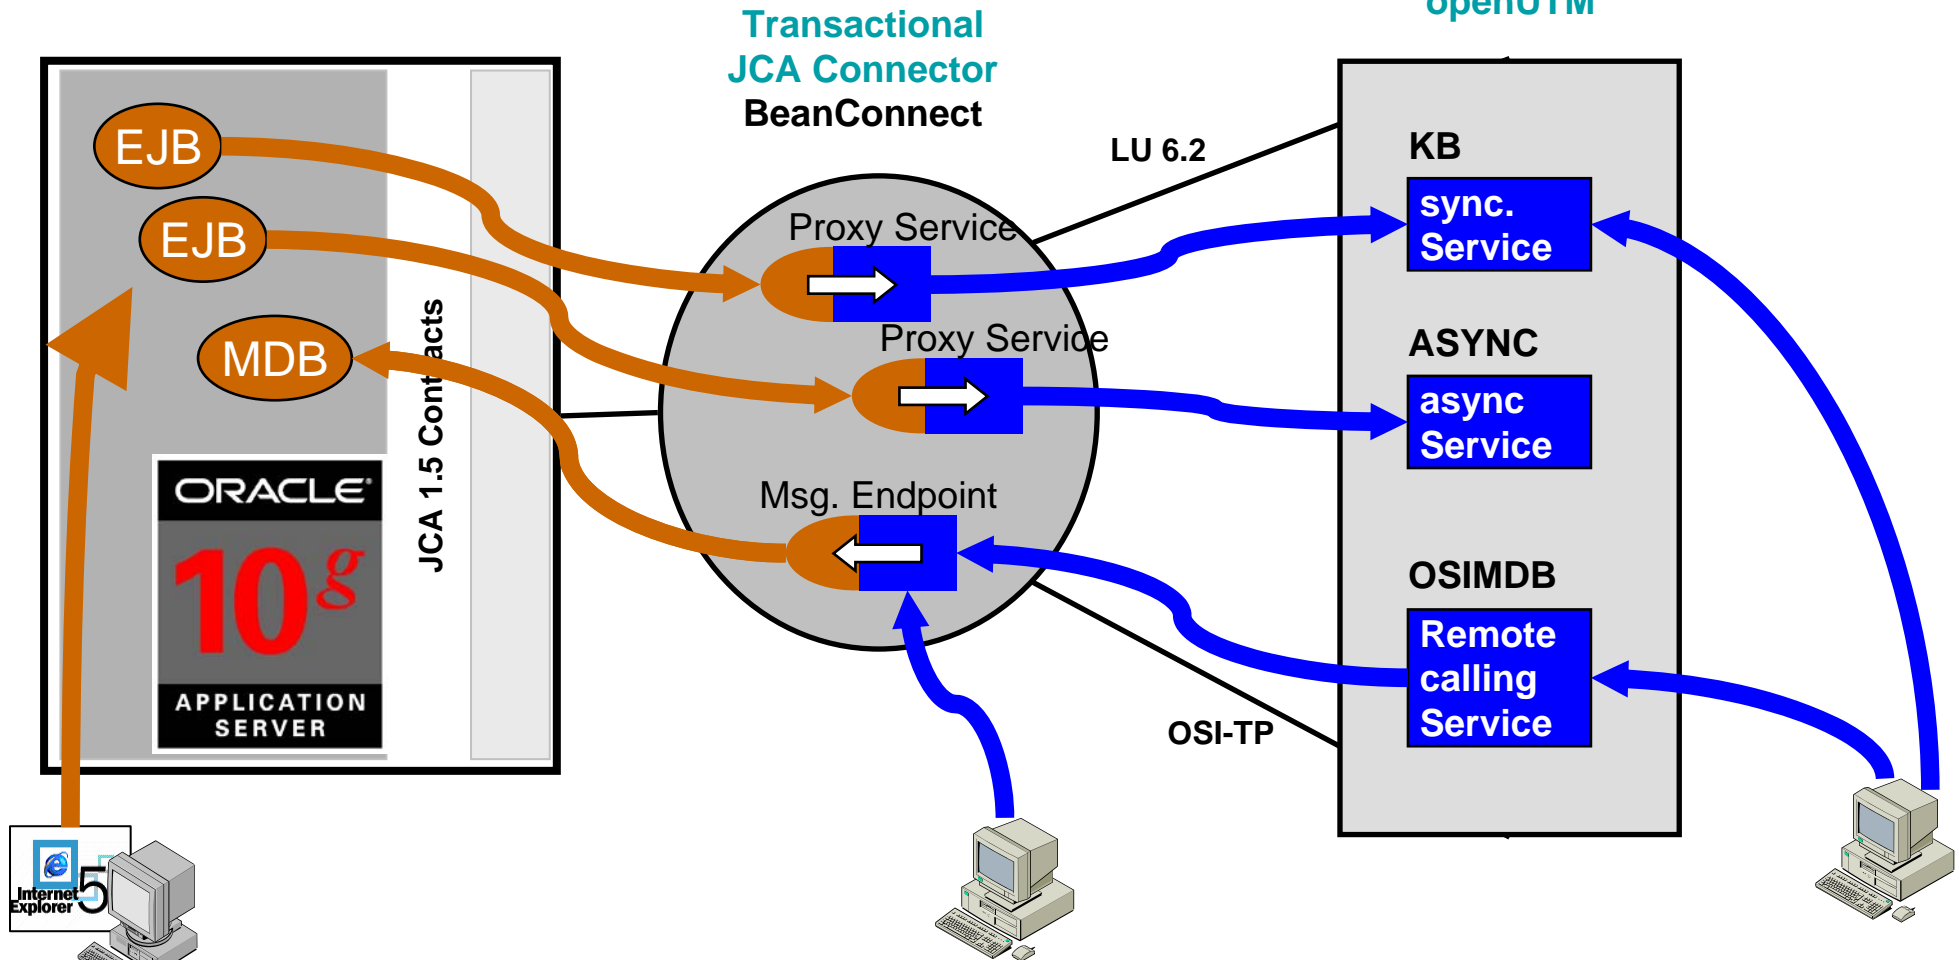 openUTM
Transactional
JCA Connector
BeanConnect
LU 6.2
EJB
EJB
MDB
JCA 1.5 Contracts
ORACLE
10g
APPLICATION
SERVER
Proxy Service
Proxy Service
Msg. Endpoint
OSI-TP
KB
sync.
Service
ASYNC
async
Service
OSIMDB
Remote
calling
Service
Internet
Explorer
5